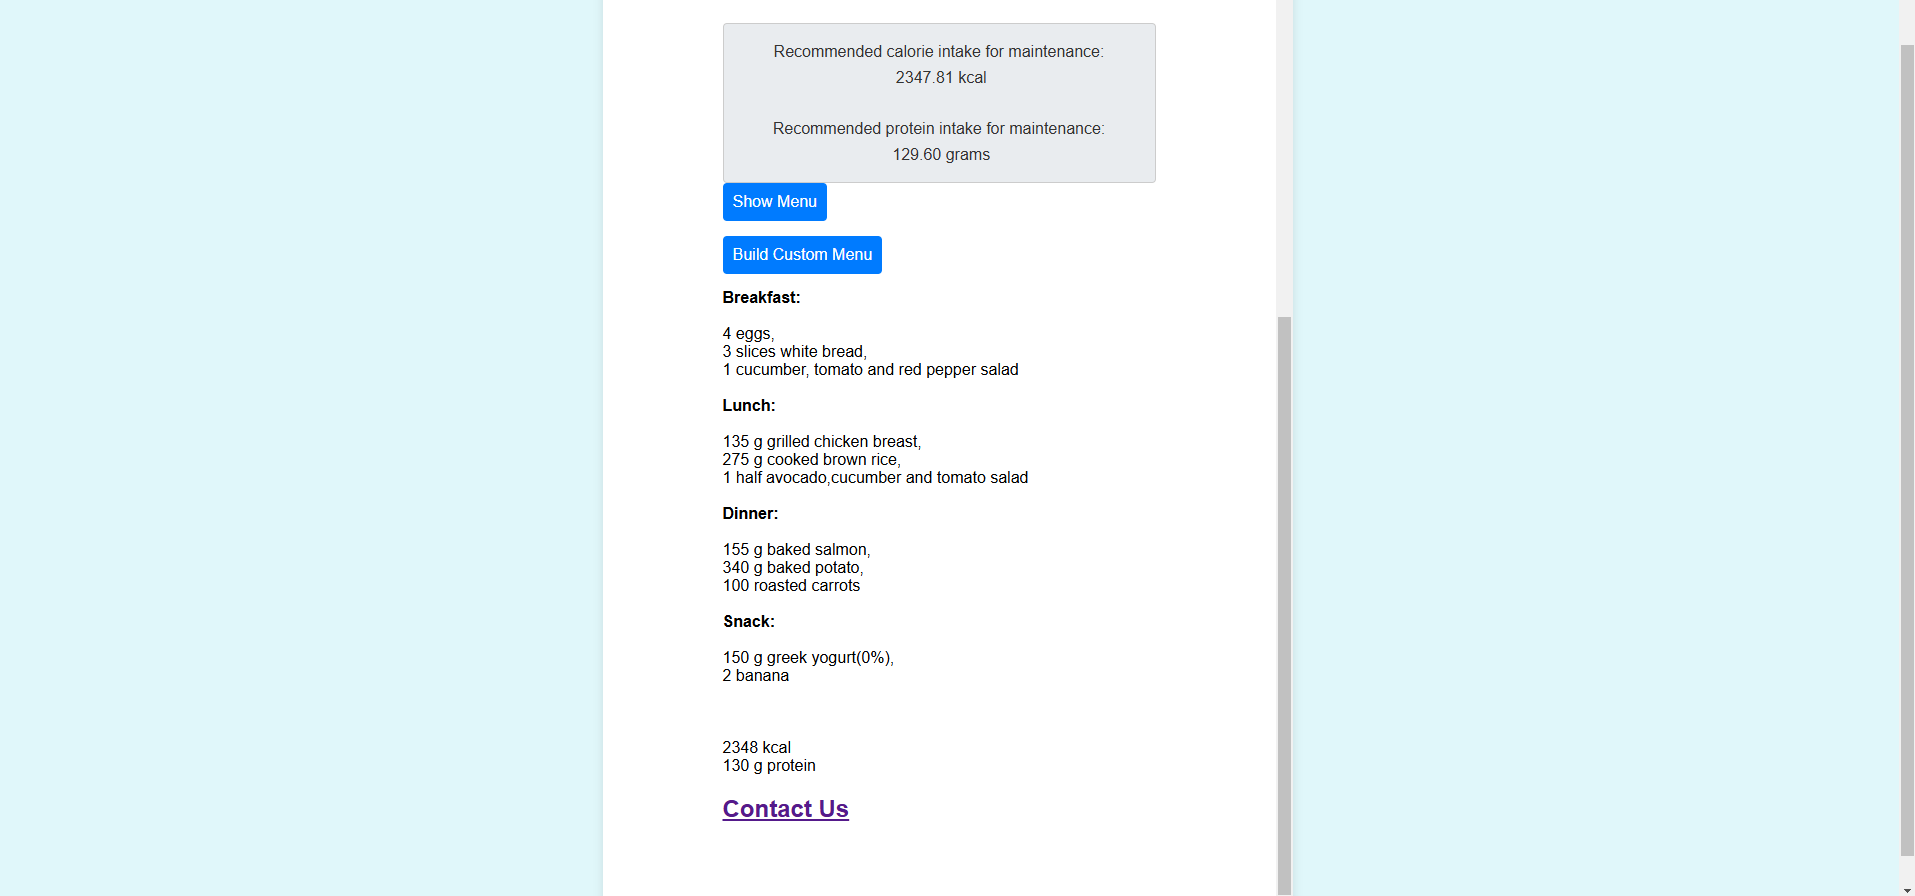 Recommended calorie intake for maintenance:
2347.81 kcal
Recommended protein intake for maintenance:
129.60 grams
Show Menu
Build Custom Menu
Breakfast:
4 eggs,
3 slices white bread,
1 cucumber, tomato and red pepper salad
Lunch:
135 g grilled chicken breast,
275 g cooked brown rice,
1 half avocado,cucumber and tomato salad
Dinner:
155 g baked salmon,
340 g baked potato,
100 roasted carrots
Snack:
150 g greek yogurt(0%),
2 banana
2348 kcal
130 g protein
Contact Us